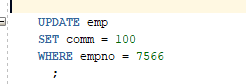 UPDATE emp
SET comm = 100
WHERE empno = 7566
;